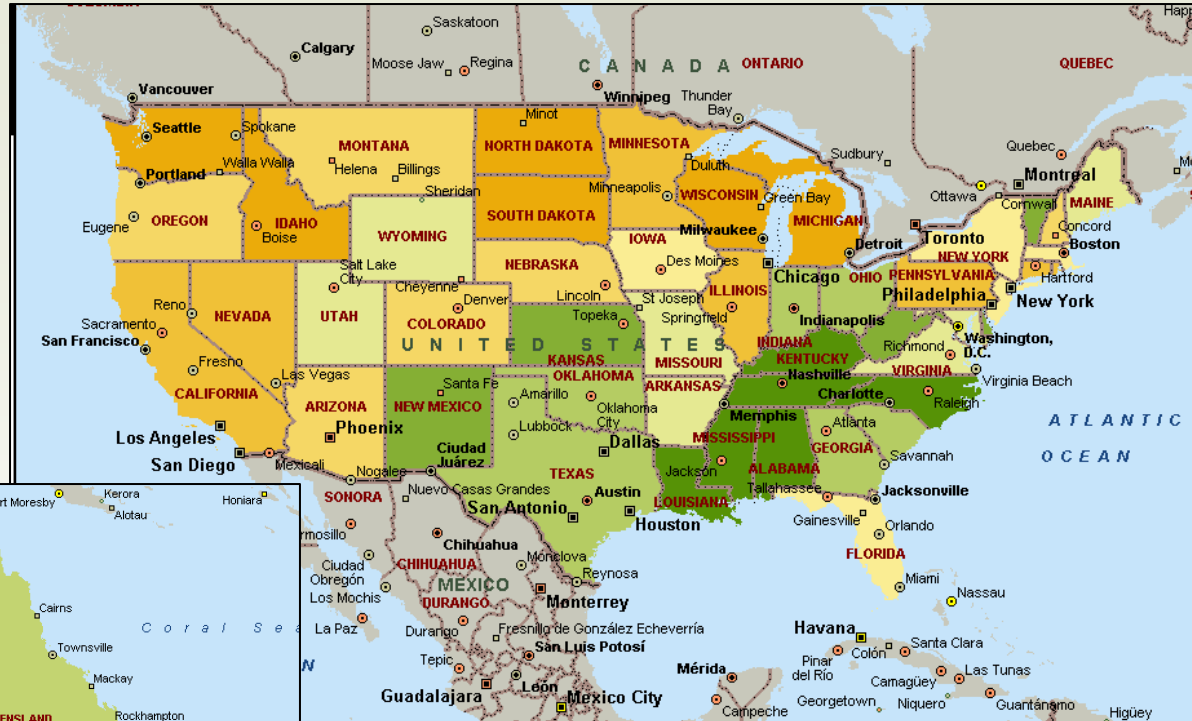 Saskatoon
Calgary
Moose Jaw
Regina
CANADA
ONTARIO
QUEBEC
Vancouver
Winnipeg
Thunder
Bay
Seattle
Spokane
MONTANA
Minot
NORTH DAKOTA
MINNESOTA
Walla Walla
Helena
Billings
Duluth
Sudbury
Quebec
Montreal
Portland
Sheridan
Minneapolis
WISCONSIN
Green Bay
Ottawa
Cornwall
MAINE
Eugene
OREGON
IDAHO
Boise
WYOMING
SOUTH DAKOTA
Milwaukee
MICHIGAN
Detroit
Toronto
Concord
Boston
IOWA
NEW YORK
Salt Lake
City
NEBRASKA
Des Moines
Chicago
OHIO
PENNSYLVANIA
Hartford
Reno
NEVADA
UTAH
Cheyenne
Denver
Lincoln
St Joseph
ILLINOIS
Springfield
Philadelphia
New York
Sacramento
San Francisco
COLORADO
Topeka
Indianapolis
Richmond
Washington,
D.C.
UNITED STATES
KANSAS
MISSOURI
INDIANA
KENTUCKY
VIRGINIA
Fresno
Las Vegas
Santa Fe
OKLAHOMA
ARKANSAS
Nashville
Virginia Beach
CALIFORNIA
ARIZONA
NEW MEXICO
Amarillo
Oklahoma
City
Memphis
Charlotte
Raleigh
Los Angeles
Phoenix
Lubbock
Dallas
MISSISSIPPI
Atlanta
GEORGIA
ATLANTIC
OCEAN
San Diego
Mexicali
Nogales
Ciudad
Juárez
TEXAS
Jackson
ALABAMA
Savannah
SONORA
Nuevo Casas Grandes
Austin
San Antonio
Houston
LOUISIANA
Tallahassee
Jacksonville
Gainesville
Orlando
FLORIDA
rt Moresby
Kerora
Alotau
Honiara
rmosillo
Chihuahua
CHIHUAHUA
Monclova
Reynosa
Miami
Nassau
Ciudad
Obregón
Los Mochis
MEXICO
DURANGO
Monterrey
Cairns
Coral Sea
La Paz
Durango
Fresnillo de González Echeverría
Havana
Santa Clara
Townsville
N
Tepic
San Luis Potosí
Colón
Pinar
del Río
Las Tunas
Camagüey
Mackay
Guadalajara
León
Mexico City
Mérida
Campeche
Georgetown
Niquero
Guantánamo
Higüey
ENSLAND
Rockhampton